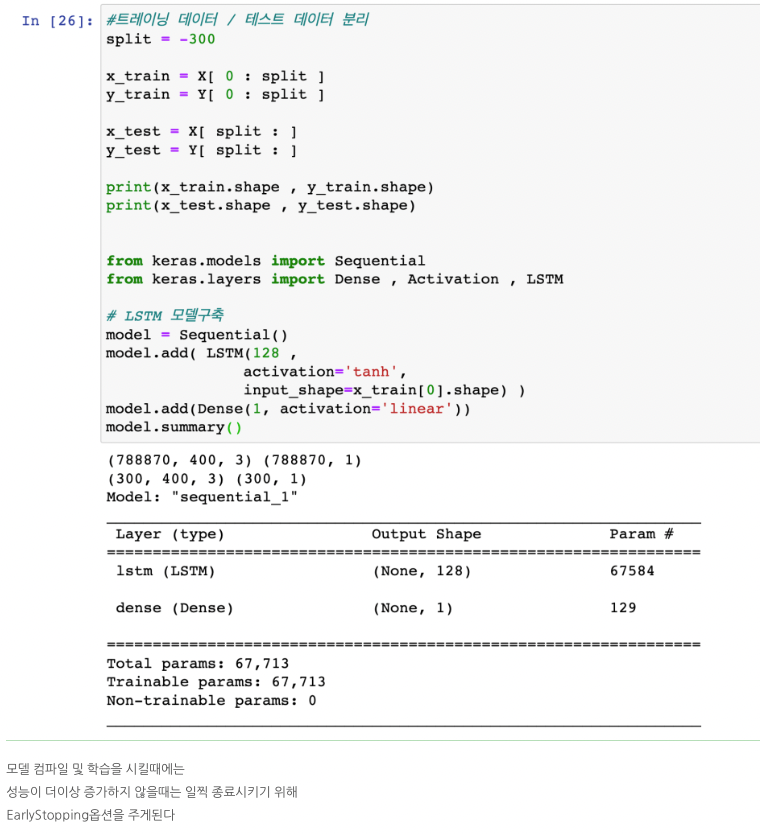 In [26]: #트레이닝 데이터 / 테스트 데이터 분리
split = -300
x_train = X[ 0 : split ]
y_train = Y[ 0 : split ]
x_test = X[ split : ]
y_test = Y[ split : ]
print(x_train.shape , y_train.shape)
print(x_test.shape , y_test.shape)
from keras.models import Sequential
from keras.layers import Dense , Activation , LSTM
# LSTM 모델구축
model = Sequential()
model.add( LSTM(128 ,
activation='tanh',
input_shape=x_train[0].shape) )
model.add(Dense(1, activation='linear'))
model.summary()
(788870, 400, 3) (788870, 1)
(300, 400, 3) (300, 1)
Model: "sequential_1"
Layer (type) Output Shape Param #
=================================================================
lstm (LSTM) (None, 128) 67584
dense (Dense) (None, 1) 129
=================================================================
Total params: 67,713
Trainable params: 67,713
Non-trainable params: 0
모델 컴파일 및 학습을 시킬때에는
성능이 더이상 증가하지 않을때는 일찍 종료시키기 위해
EarlyStopping옵션을 주게된다